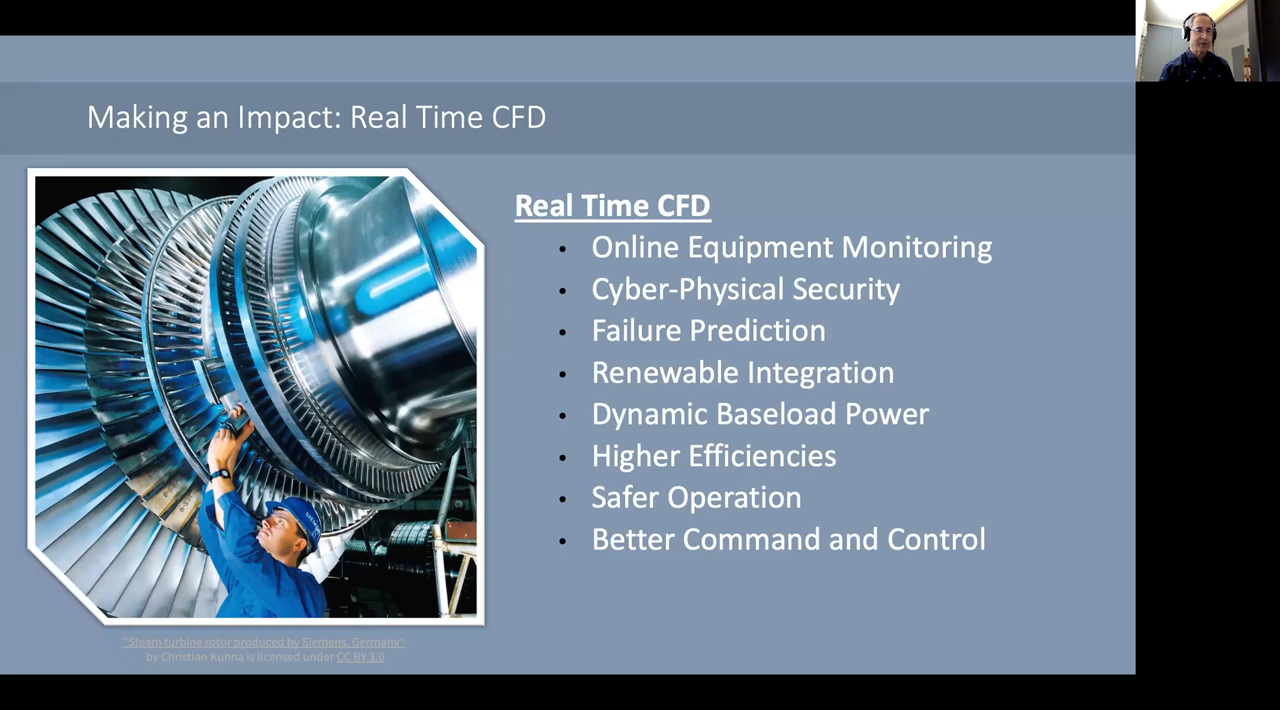 Making an Impact: Real Time CFD
Real Time CFD
• Online Equipment Monitoring
• Cyber-Physical Security
• Failure Prediction
• Renewable Integration
• Dynamic Baseload Power
• Higher Efficiencies
• Safer Operation
• Better Command and Control
SIEMENS
"Steam turbine rotor produced by Siemens, Germany"
by Christian Kuhna is licensed under CC BY 3.0